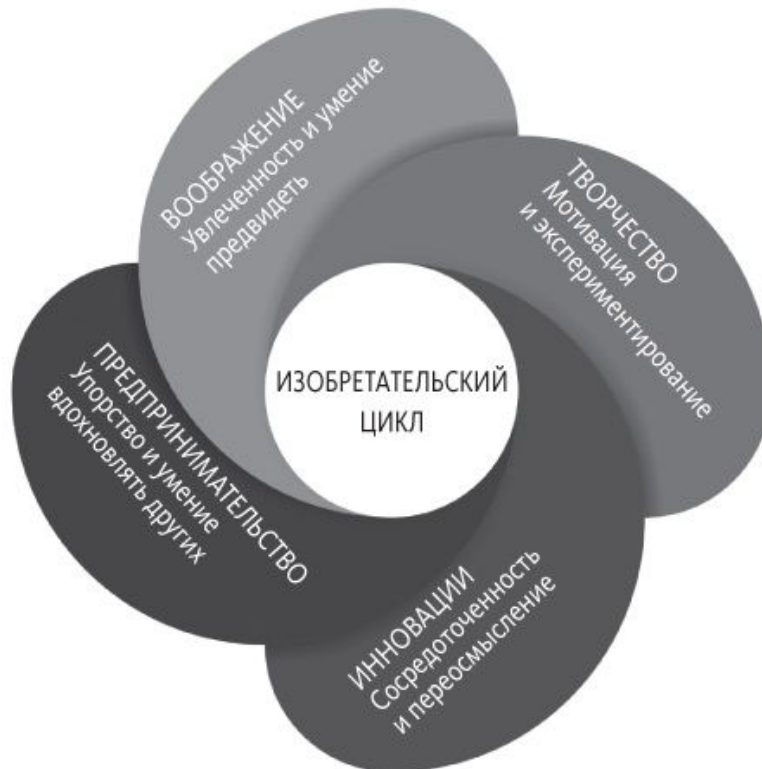 ВООБРАЖЕНИЕ
Увлеченность и умение
предвидеть
ТВОРЧЕСТВО
Мотивация
и экспериментирование
ИЗОБРЕТАТЕЛЬСКИЙ
ЦИКЛ
ПРЕДПРИНИМАТЕЛЬСТВО
Упорство и умение
вдохновлять других
ИННОВАЦИИ
Сосредоточенность
и переосмысление